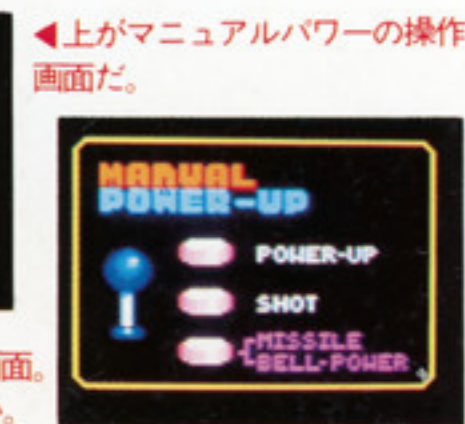 ◀上がマニュアルパワーの操作
画面だ。
MANUAL
POWER-UP
POWER-UP
SHOT
MISSILE
BELL-POWER
面。